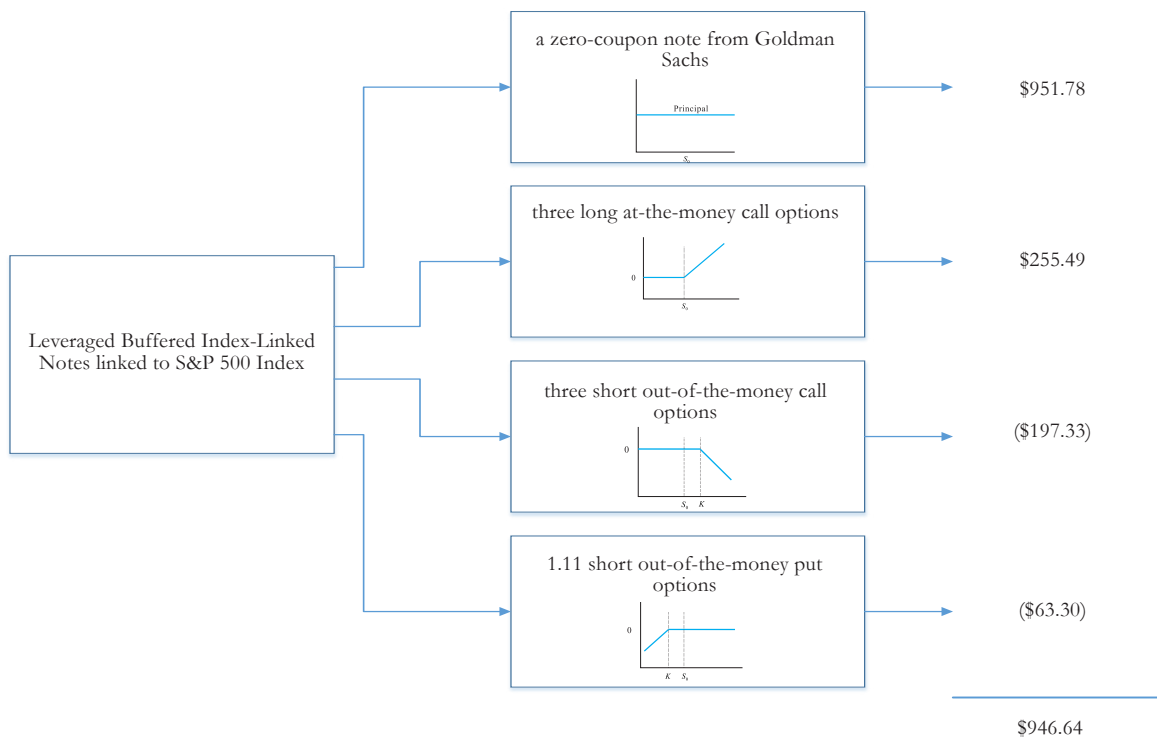 a zero-coupon note from Goldman
Sachs
Principal
S₀
$951.78
three long at-the-money call options
0
S₀
$255.49
Leveraged Buffered Index-Linked
Notes linked to S&P 500 Index
three short out-of-the-money call
options
0
S₀ K
($197.33)
1.11 short out-of-the-money put
options
0
K S₀
($63.30)
$946.64